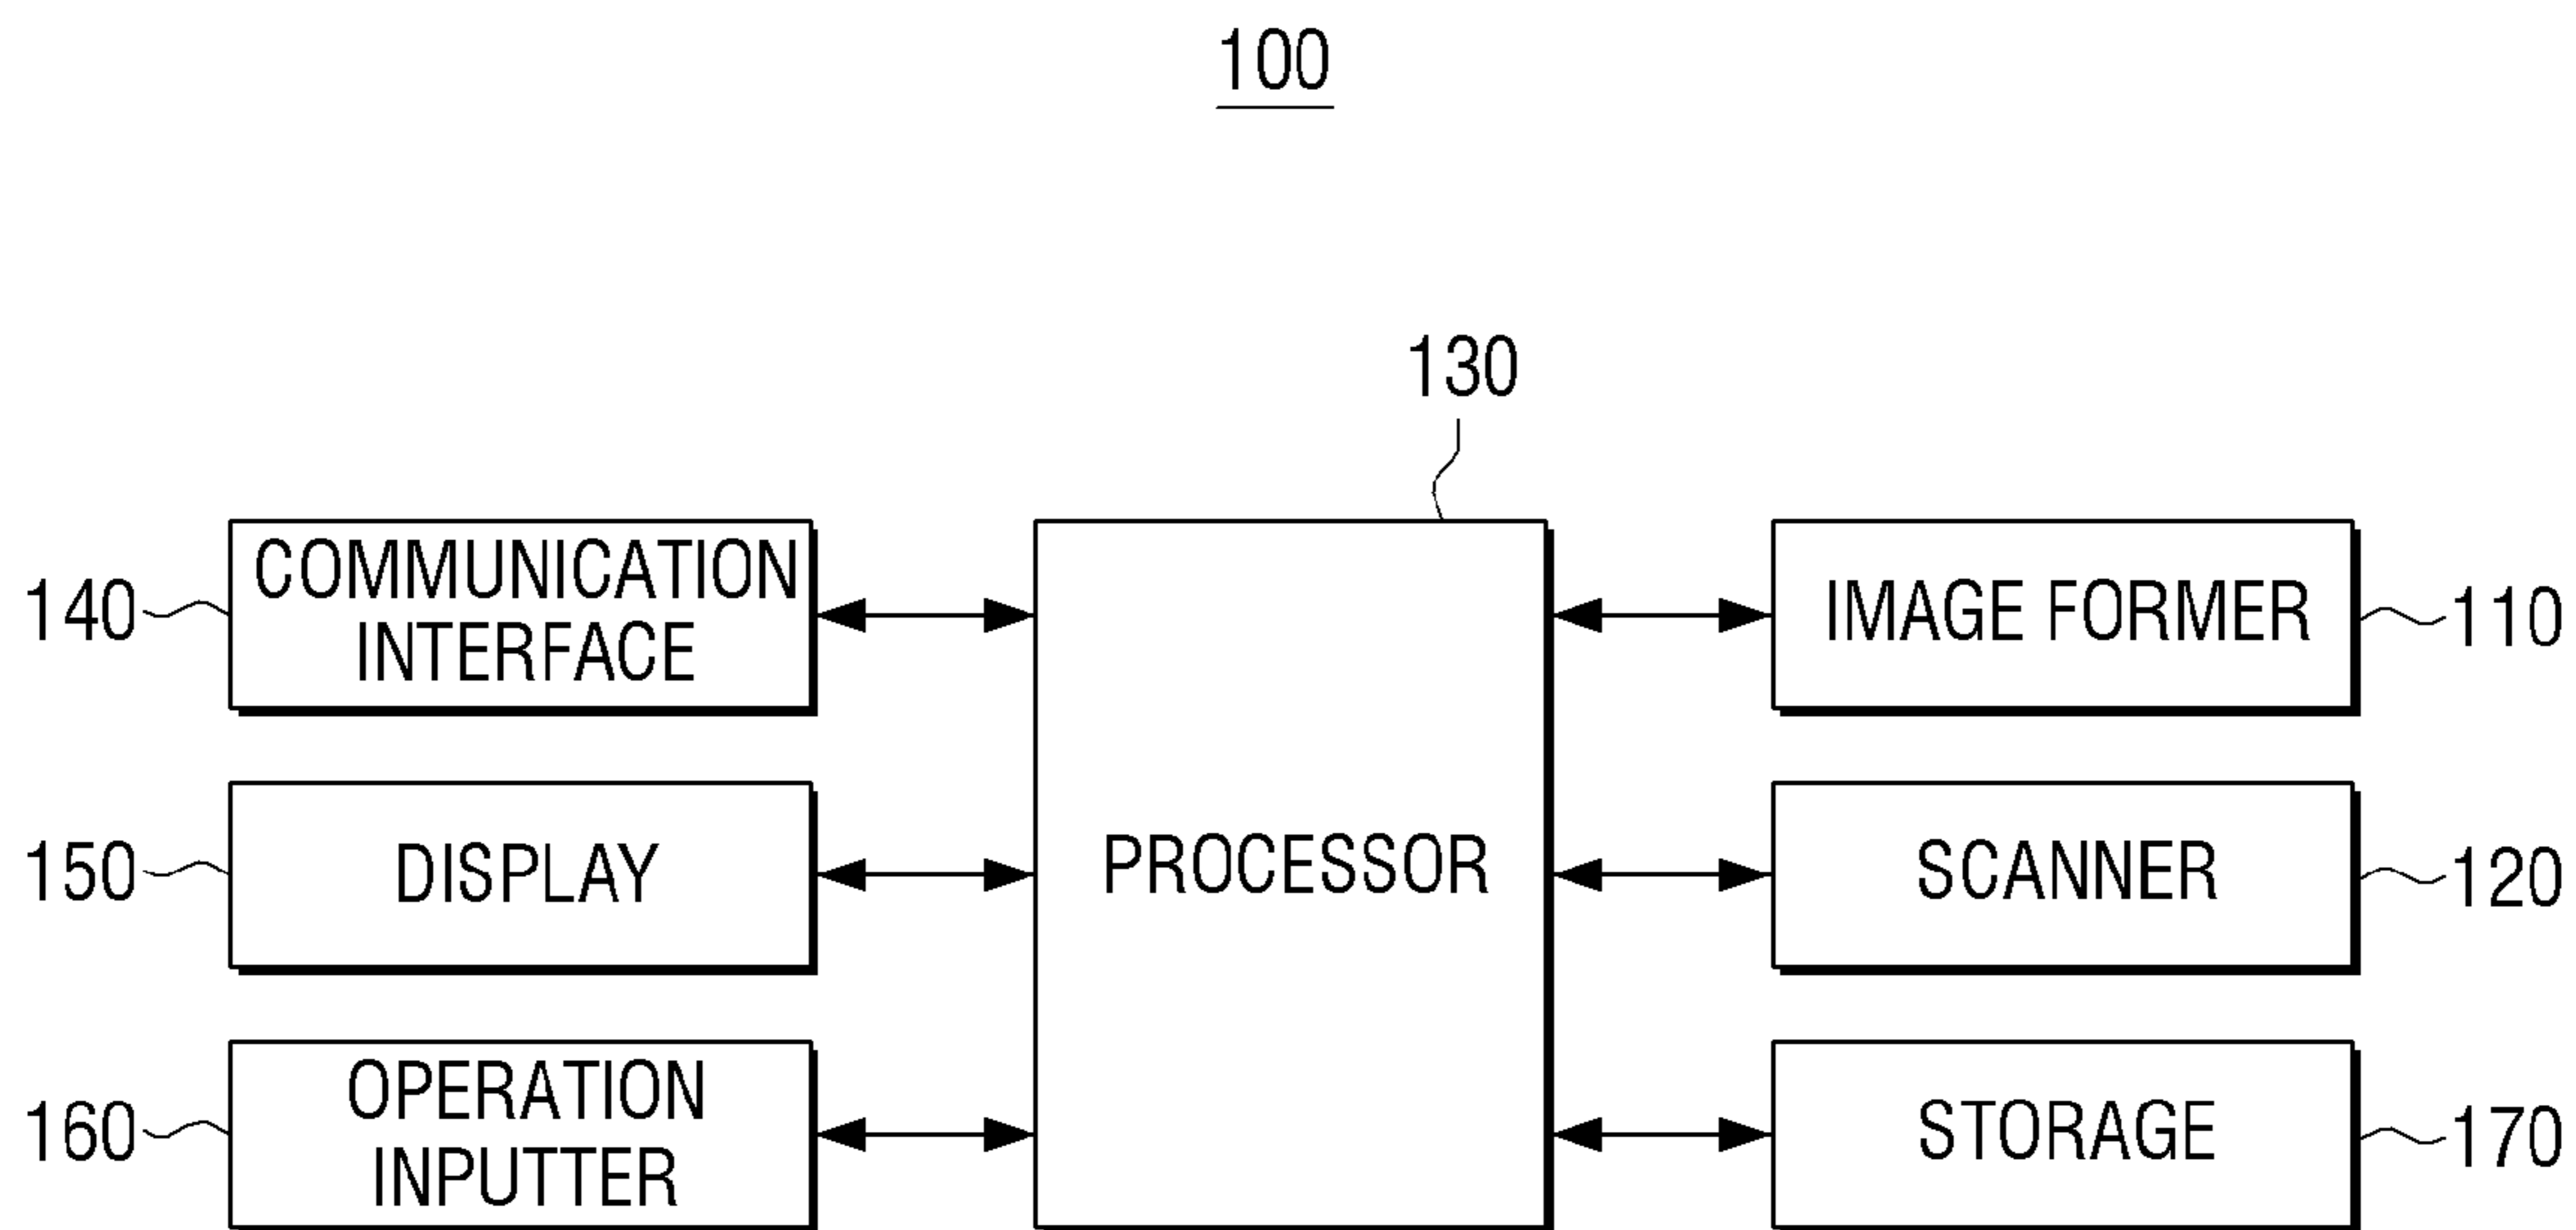 100
130
140
COMMUNICATION
INTERFACE
IMAGE FORMER
110
150
DISPLAY
PROCESSOR
SCANNER
120
160
OPERATION
INPUTTER
STORAGE
170